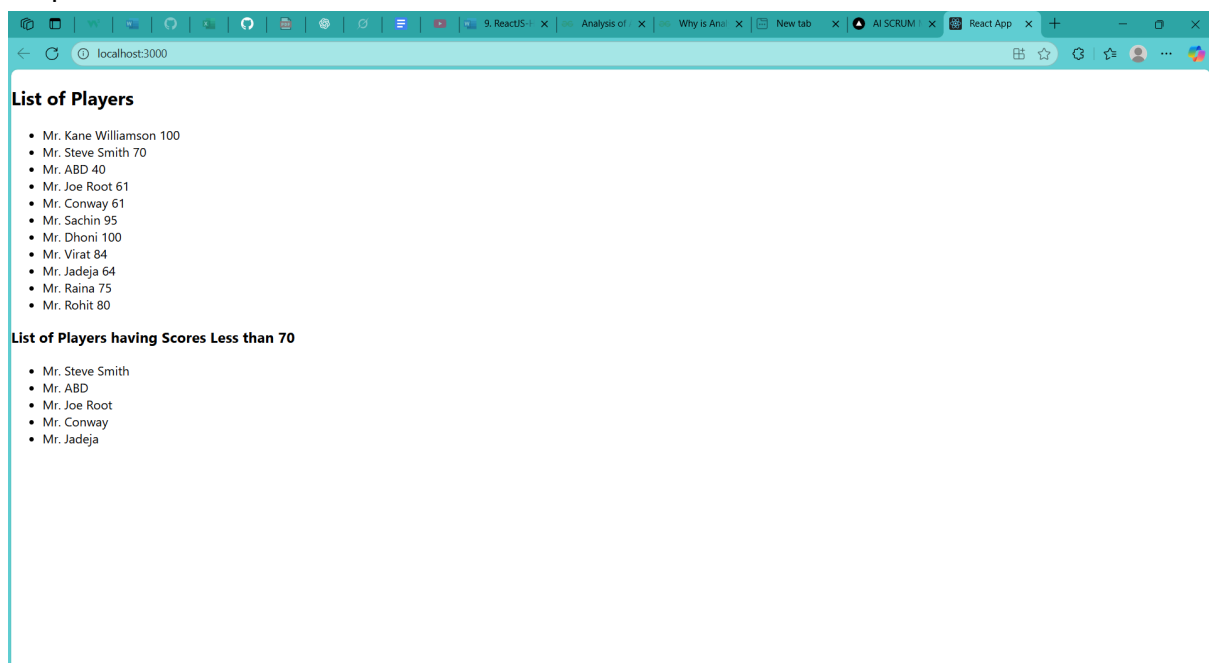 9. ReactJS-H
Analysis of
Why is Anal
New tab
AI SCRUM
React App
localhost:3000
List of Players
• Mr. Kane Williamson 100
• Mr. Steve Smith 70
• Mr. ABD 40
• Mr. Joe Root 61
• Mr. Conway 61
• Mr. Sachin 95
• Mr. Dhoni 100
• Mr. Virat 84
• Mr. Jadeja 64
• Mr. Raina 75
• Mr. Rohit 80
List of Players having Scores Less than 70
• Mr. Steve Smith
• Mr. ABD
• Mr. Joe Root
• Mr. Conway
• Mr. Jadeja